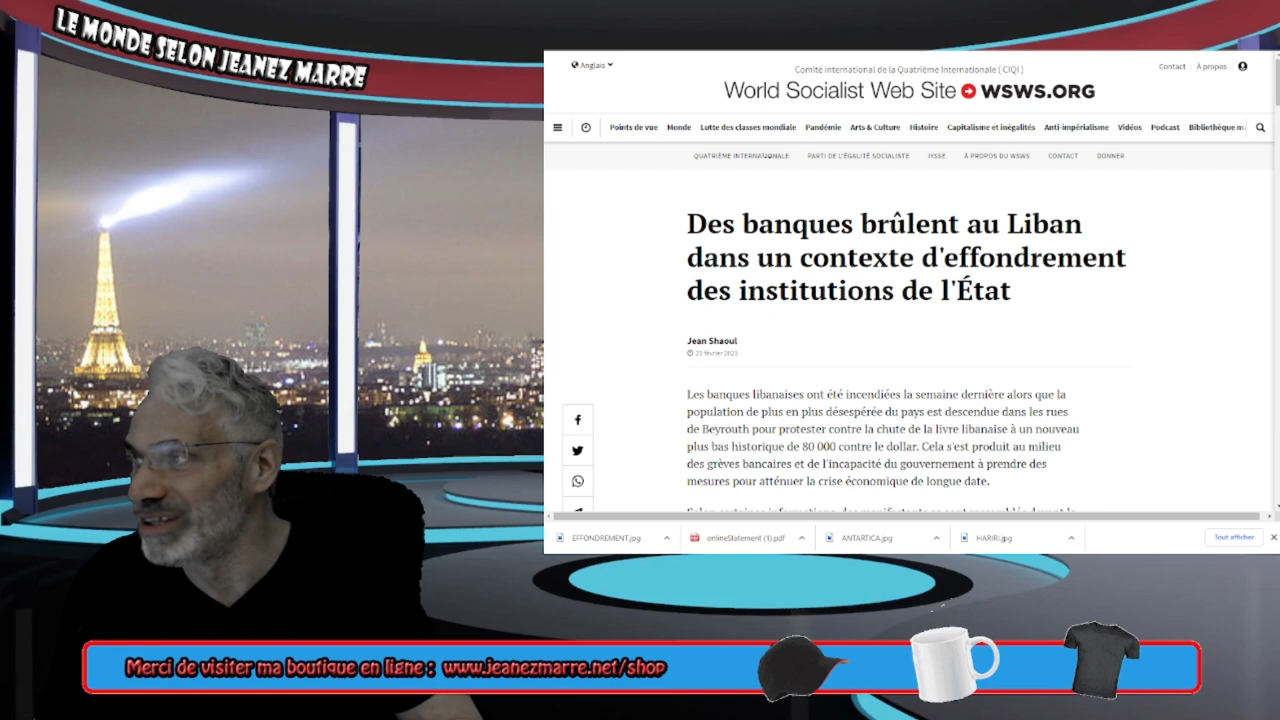 LE MONDE SELON JEANEZ MARRE
Anglais
Comité international de la Quatrième Internationale ( CIQI )
Contact À propos
World Socialist Web Site WSWS.ORG
Points de vue Monde Lutte des classes mondiale Pandémie Arts & Culture Histoire Capitalisme et inégalités Anti-impérialisme Vidéos Podcast Bibliothèque m
QUATRIÈME INTERNATIONALE PARTI DE L'ÉGALITÉ SOCIALISTE IYSSE À PROPOS DU WSWS CONTACT DONNER
Des banques brûlent au Liban
dans un contexte d'effondrement
des institutions de l'État
Jean Shaoul
23 février 2023
Les banques libanaises ont été incendiées la semaine dernière alors que la
population de plus en plus désespérée du pays est descendue dans les rues
de Beyrouth pour protester contre la chute de la livre libanaise à un nouveau
plus bas historique de 80 000 contre le dollar. Cela s'est produit au milieu
des grèves bancaires et de l'incapacité du gouvernement à prendre des
mesures pour atténuer la crise économique de longue date.
EFFONDREMENT.jpg onlineStatement (1).pdf ANTARTICA.jpg HARIRI.jpg Tout afficher
Merci de visiter ma boutique en ligne : www.jeanezmarre.net/shop